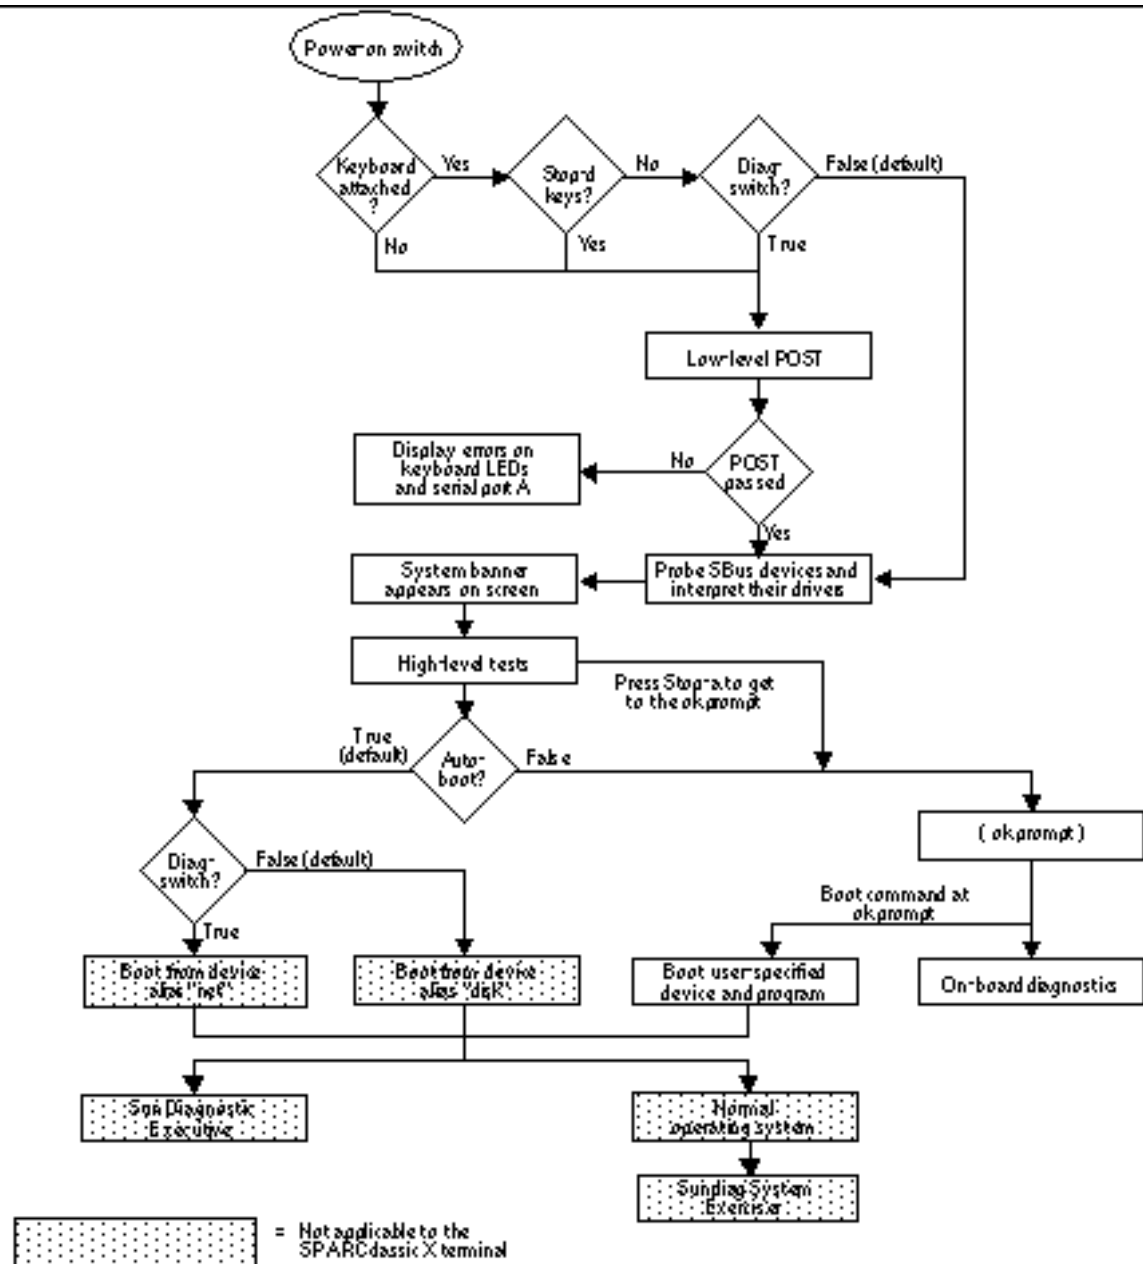 Power-on switch
Keyboard
attached
?
Yes
No
Stop-d
keys?
No
Yes
Diag-
switch?
False (default)
True
Low-level POST
POST
passed
No
Yes
Display errors on
keyboard LEDs
and serial port A
Probe SBus devices and
interpret their drivers
System banner
appears on screen
High-level tests
Press Stop-a to get
to the ok prompt
True
(default)
Auto-
boot?
False
( ok prompt )
Diag-
switch?
False (default)
True
Boot command at
ok prompt
Boot from device
alias "net"
Boot from device
alias "disk"
Boot user-specified
device and program
On-board diagnostics
Sun Diagnostic
Executive
Normal
operating system
Sundiag System
Exerciser
= Not applicable to the
SPARCclassic X terminal